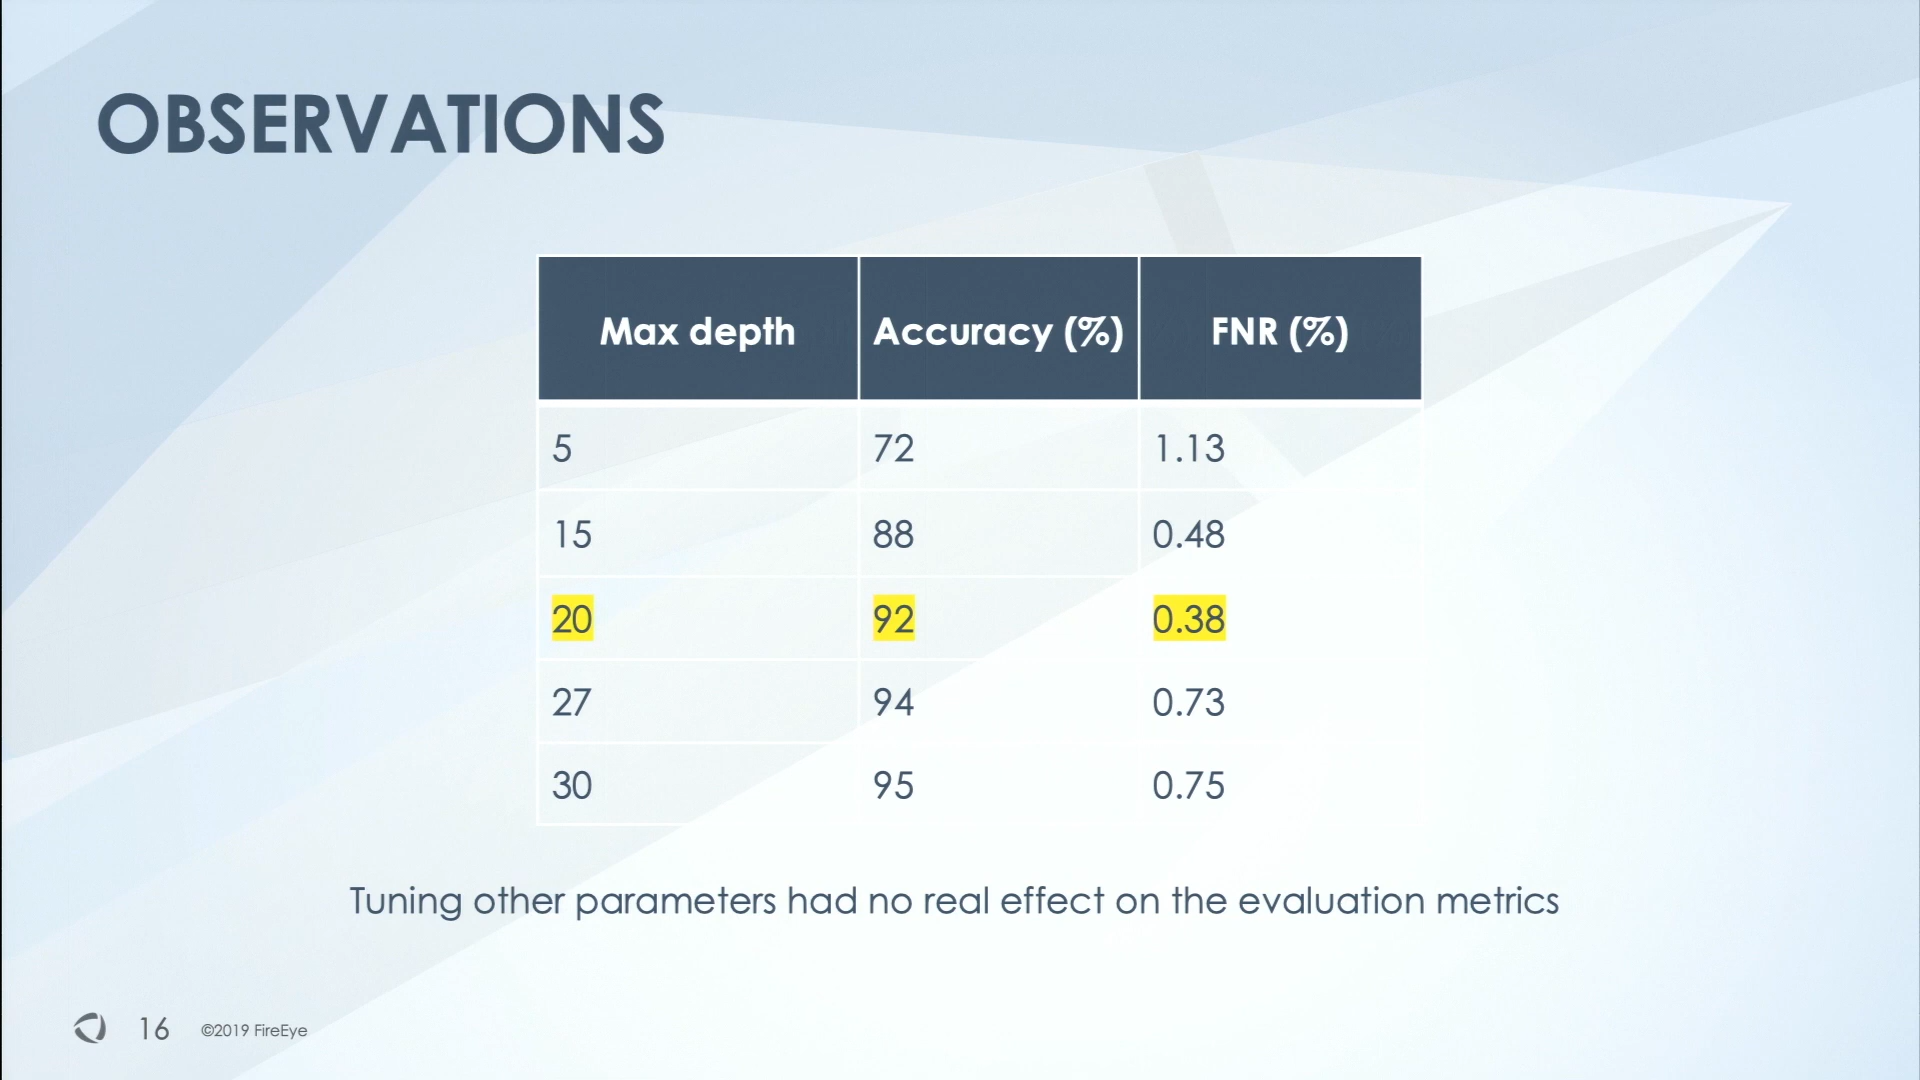 OBSERVATIONS
Max depth Accuracy (%) FNR (%)
5 72 1.13
15 88 0.48
20 92 0.38
27 94 0.73
30 95 0.75
Tuning other parameters had no real effect on the evaluation metrics
16 ©2019 FireEye